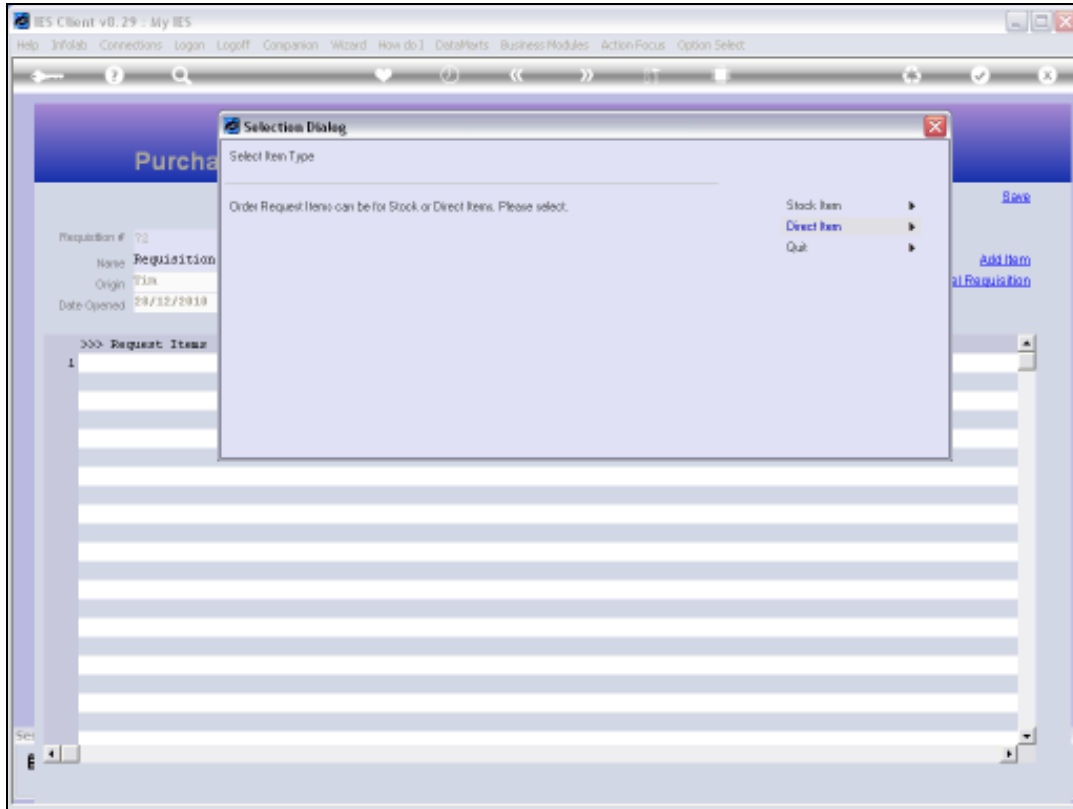 IES Client v8.29 : My IES
Help Infolab Connections Logon Logoff Companion Wizard How do I DataMarts Business Modules Action Focus Option Select
Selection Dialog
Purcha
Select Item Type
Order Request Items can be for Stock or Direct Items. Please select.
Stock Item
Direct Item
Quit
Save
Requisition # 72
Name Requisition
Add Item
Origin Tim
al Requisition
Date Opened 28/12/2010
>>> Request Items
1
Ses